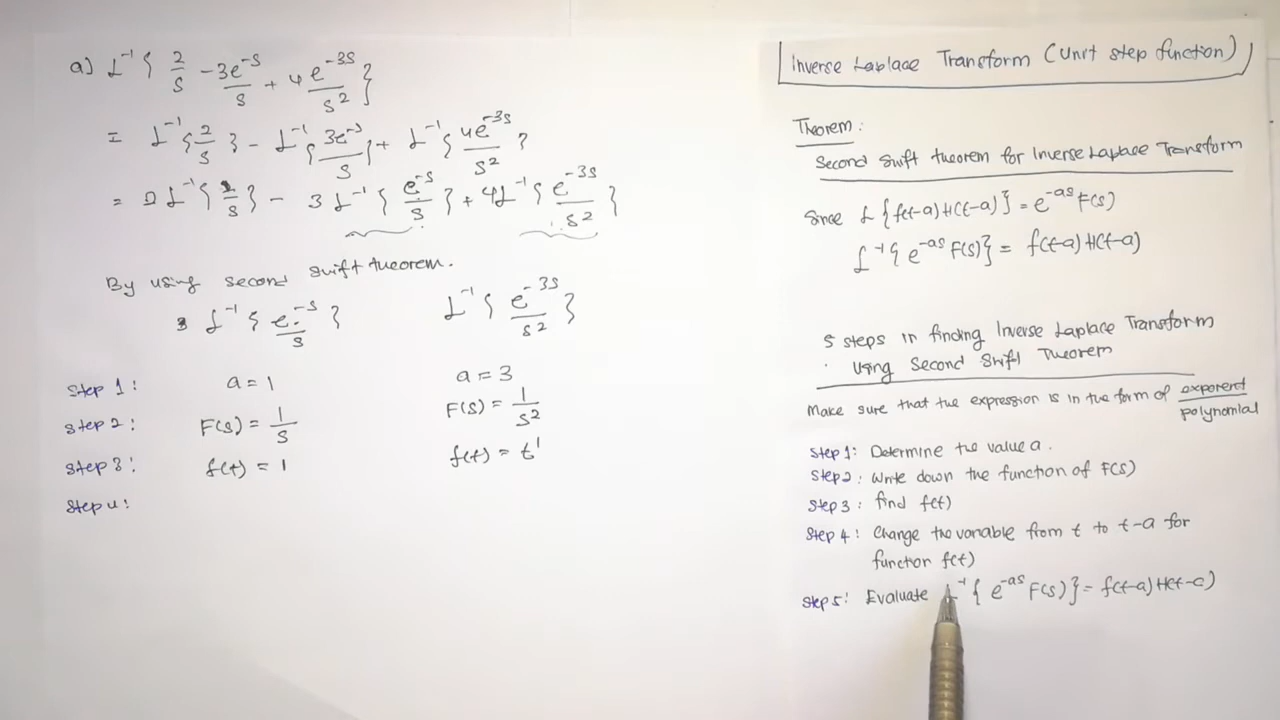 a) L⁻¹ { 2/s - 3e^-s/s + 4 e^-3s/s² }
= L⁻¹ { 2/s } - L⁻¹ { 3e^-s/s } + L⁻¹ { 4e^-3s/s² }
= 2 L⁻¹ { 1/s } - 3 L⁻¹ { e^-s/s } + 4 L⁻¹ { e^-3s/s² }
By using second shift theorem.
L⁻¹ { e^-s/s } L⁻¹ { e^-3s/s² }
Step 1: a = 1 a = 3
Step 2: F(s) = 1/s F(s) = 1/s²
Step 3: f(t) = 1 f(t) = t¹
Step 4:
Inverse Laplace Transform (Unit step function)
Theorem:
Second Shift theorem for Inverse Laplace Transform
Since L { f(t-a) H(t-a) } = e^-as F(s)
L⁻¹ { e^-as F(s) } = f(t-a) H(t-a)
5 steps in finding Inverse Laplace Transform
Using Second Shift Theorem
Make sure that the expression is in the form of exponent/polynomial
Step 1: Determine the value a.
Step 2: Write down the function of F(s)
Step 3: find f(t)
Step 4: Change the variable from t to t-a for
function f(t)
Step 5: Evaluate L⁻¹ { e^-as F(s) } = f(t-a) H(t-a)